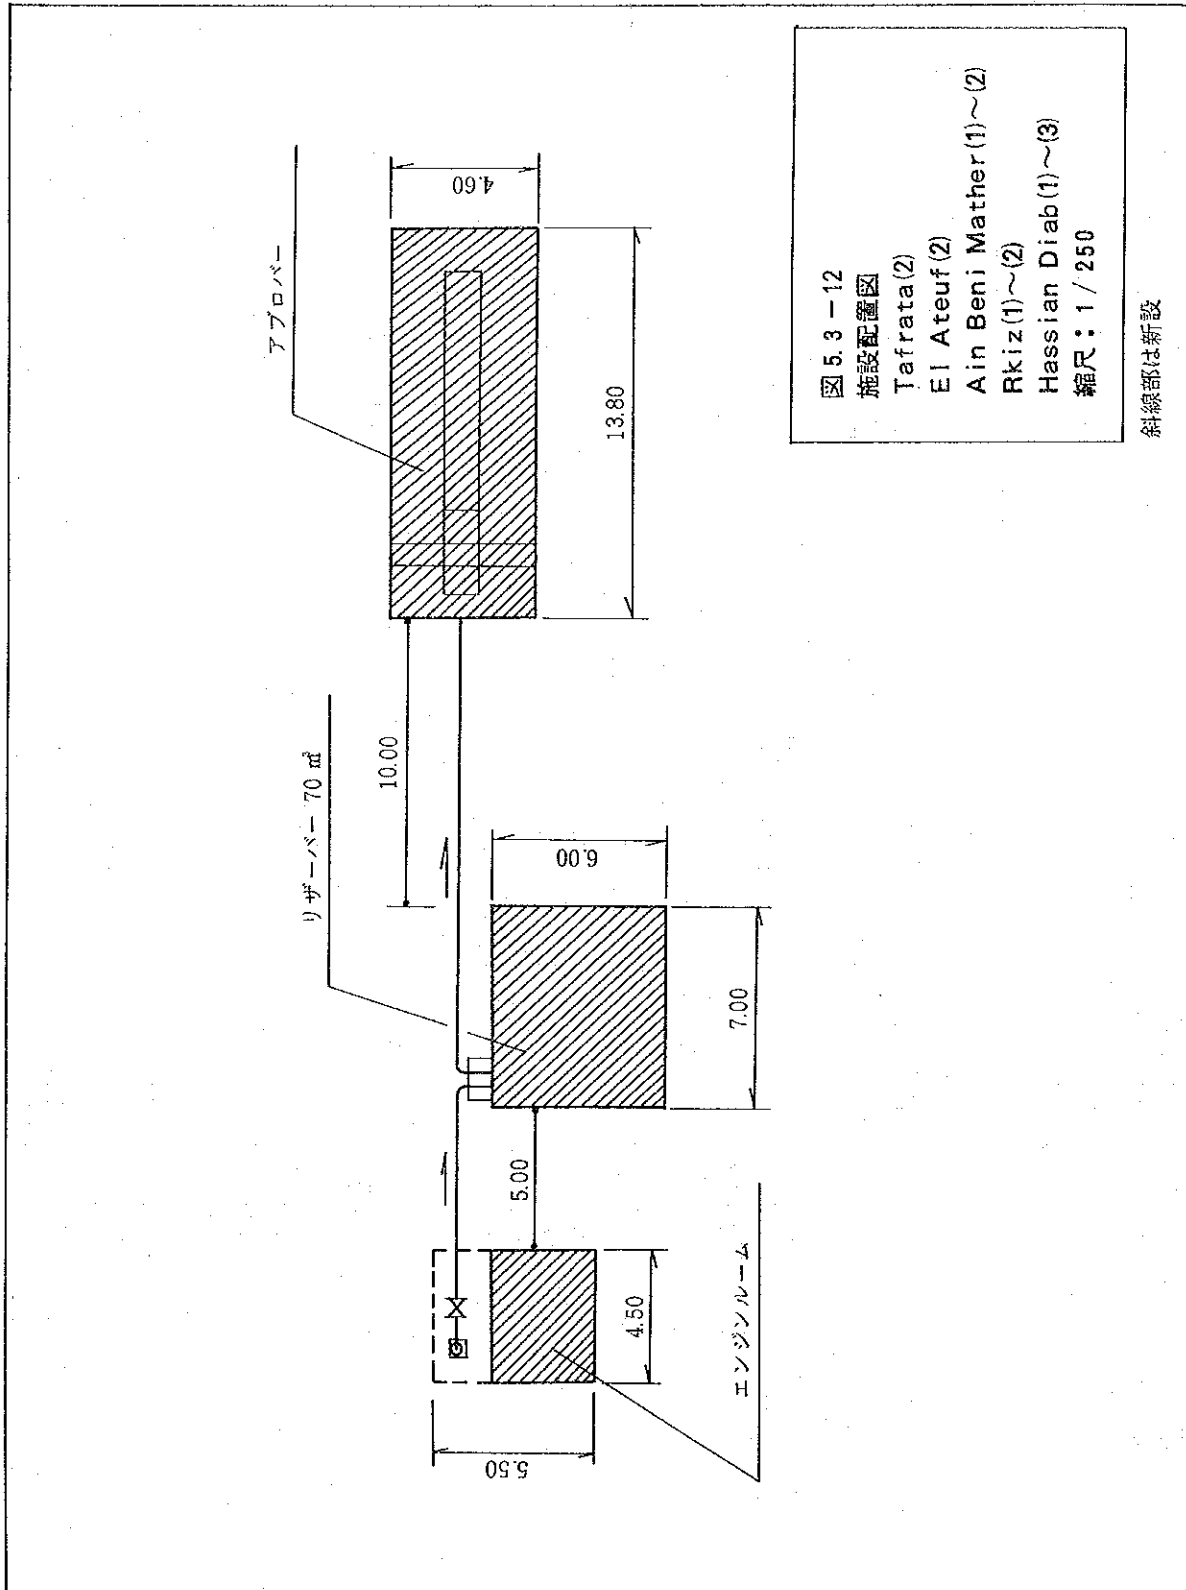 アブロバー
4.60
13.80
10.00
リザーバー 70 ㎥
6.00
7.00
5.00
4.50
5.50
エンジンルーム
図 5.3 − 12
施設配置図
Tafrata(2)
El Ateuf(2)
Ain Beni Mather(1)〜(2)
Rkiz(1)〜(2)
Hassian Diab(1)〜(3)
縮尺：1 / 250
斜線部は新設